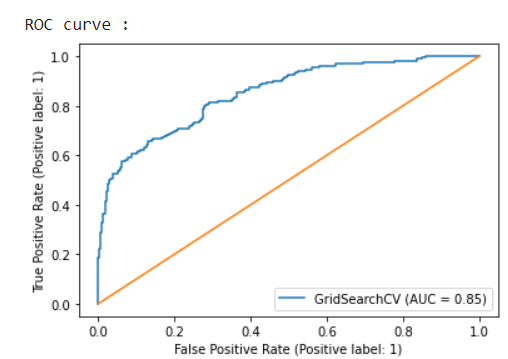 ROC curve :
True Positive Rate (Positive label: 1)
1.0
0.8
0.6
0.4
0.2
0.0
GridSearchCV (AUC = 0.85)
0.0 0.2 0.4 0.6 0.8 1.0
False Positive Rate (Positive label: 1)